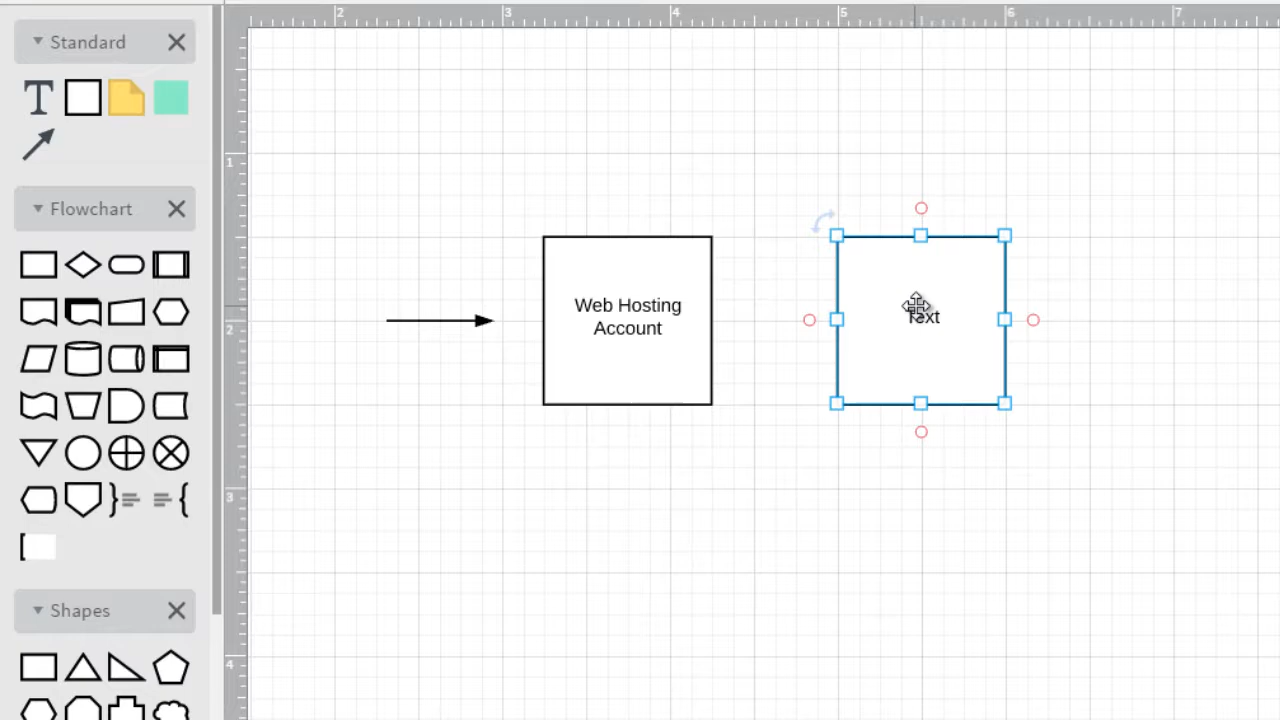 2 3 4 5 6 7
Standard
T
Flowchart
Shapes
1
2
3
4
Web Hosting
Account
Text